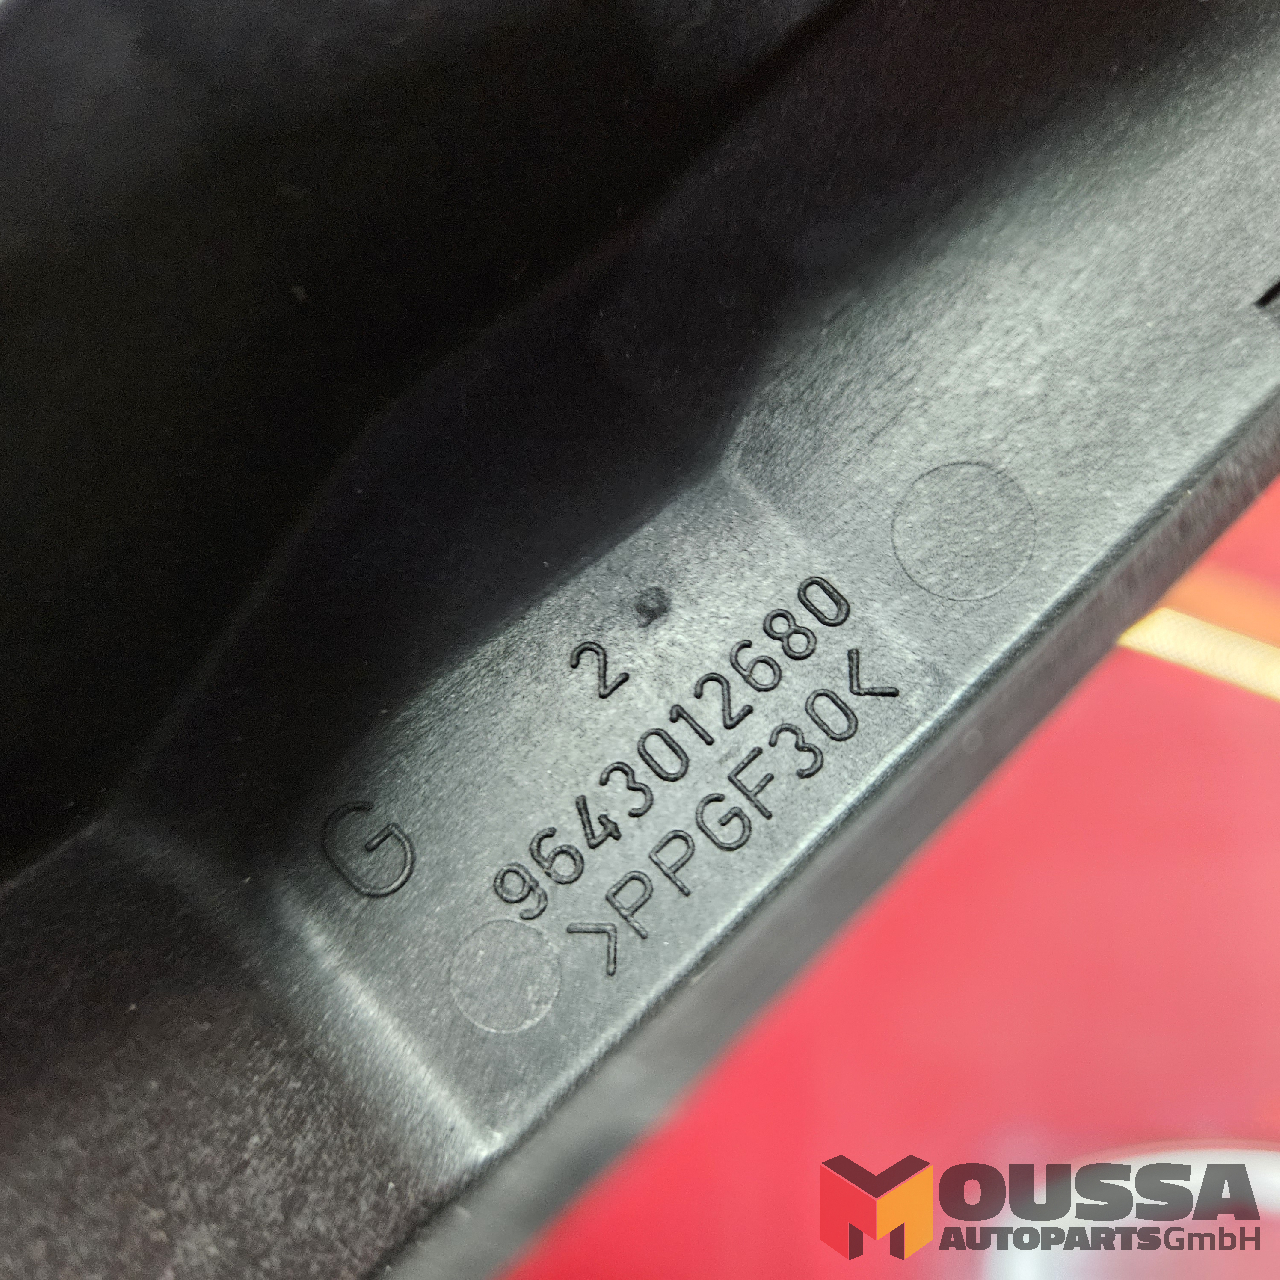 2
9643012680
>PPGF30<
G
MOUSSA
AUTOPARTSGmbH